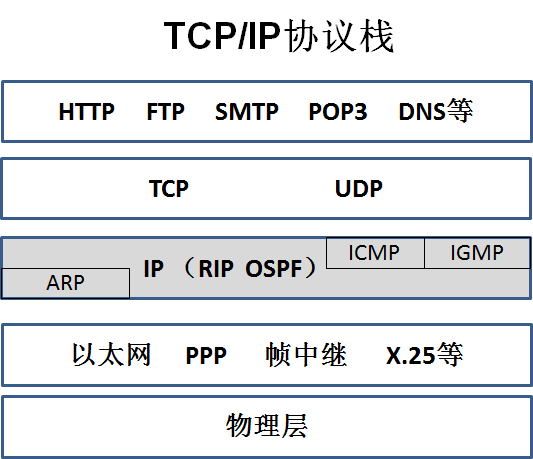 TCP/IP协议栈
HTTP FTP SMTP POP3 DNS等
TCP UDP
ICMP IGMP
IP （RIP OSPF）
ARP
以太网 PPP 帧中继 X.25等
物理层